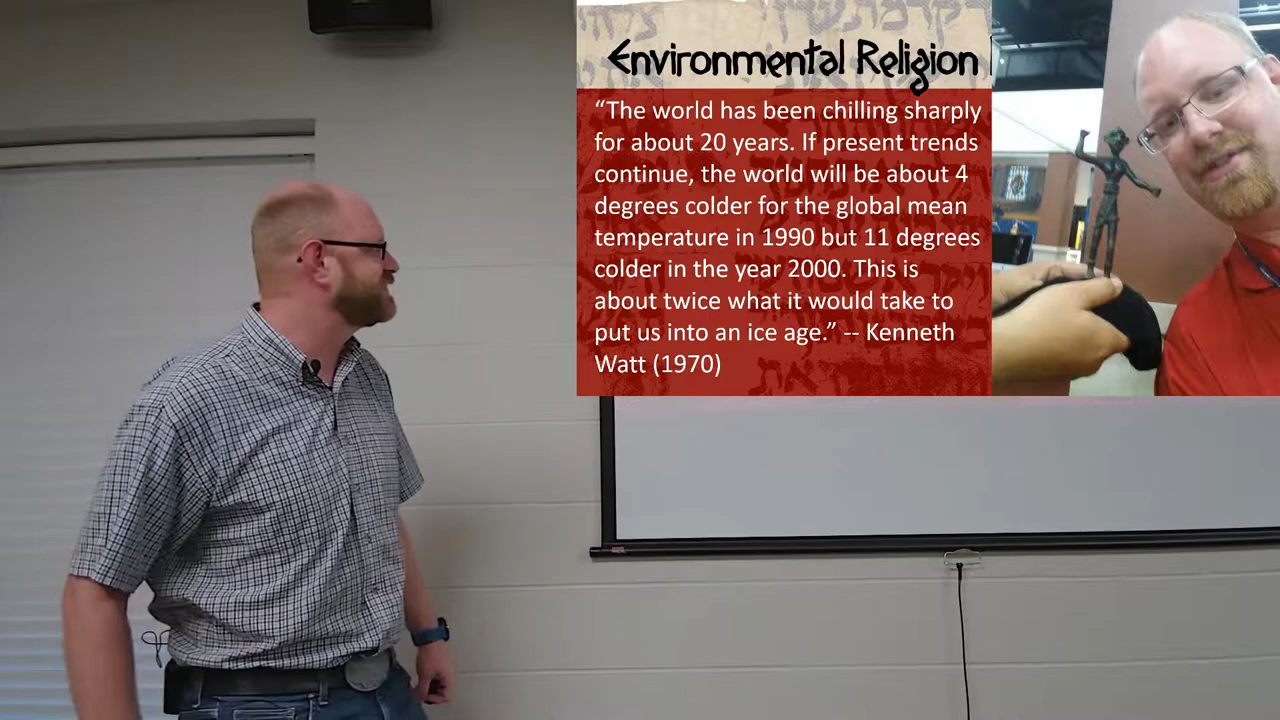 Environmental Religion
“The world has been chilling sharply
for about 20 years. If present trends
continue, the world will be about 4
degrees colder for the global mean
temperature in 1990 but 11 degrees
colder in the year 2000. This is
about twice what it would take to
put us into an ice age.” -- Kenneth
Watt (1970)